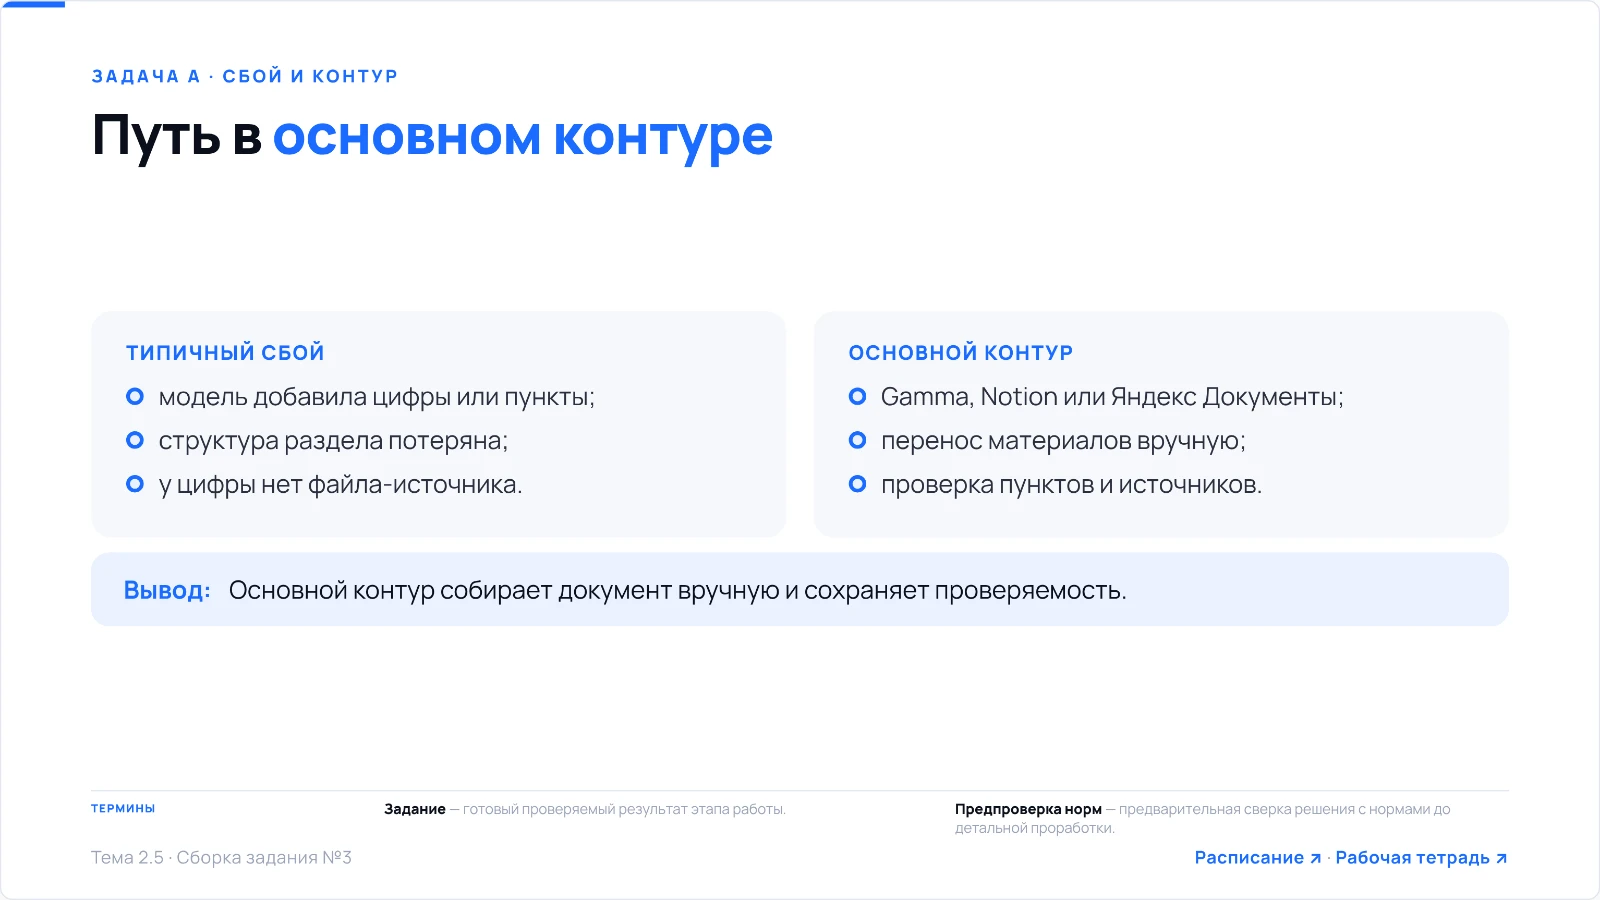 ЗАДАЧА А · СБОЙ И КОНТУР
Путь в основном контуре
ТИПИЧНЫЙ СБОЙ
модель добавила цифры или пункты;
структура раздела потеряна;
у цифры нет файла-источника.
ОСНОВНОЙ КОНТУР
Gamma, Notion или Яндекс Документы;
перенос материалов вручную;
проверка пунктов и источников.
Вывод: Основной контур собирает документ вручную и сохраняет проверяемость.
ТЕРМИНЫ
Задание — готовый проверяемый результат этапа работы.
Предпроверка норм — предварительная сверка решения с нормами до
детальной проработки.
Тема 2.5 · Сборка задания №3
Расписание ↗ · Рабочая тетрадь ↗